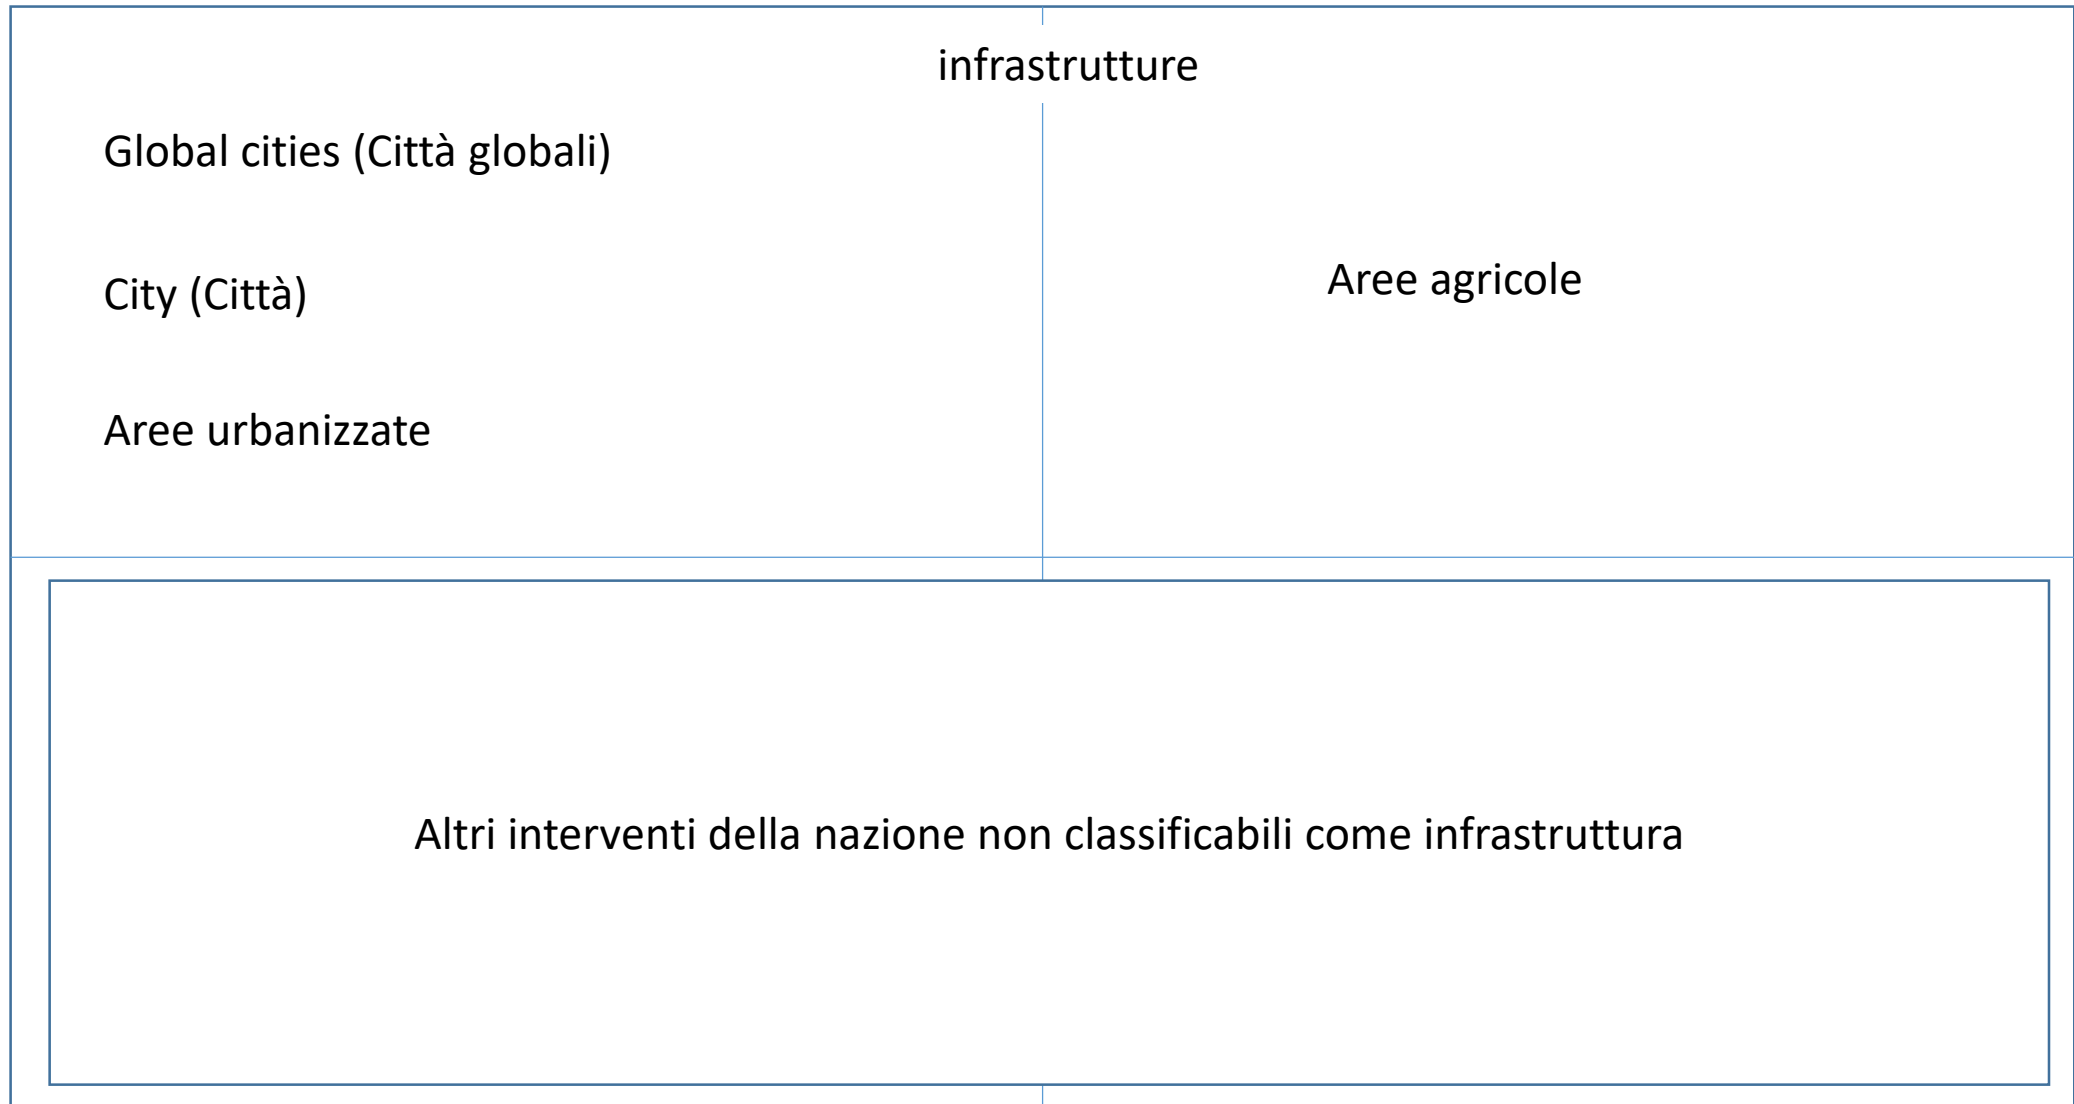 infrastrutture
Global cities (Città globali)
City (Città)
Aree agricole
Aree urbanizzate
Altri interventi della nazione non classificabili come infrastruttura